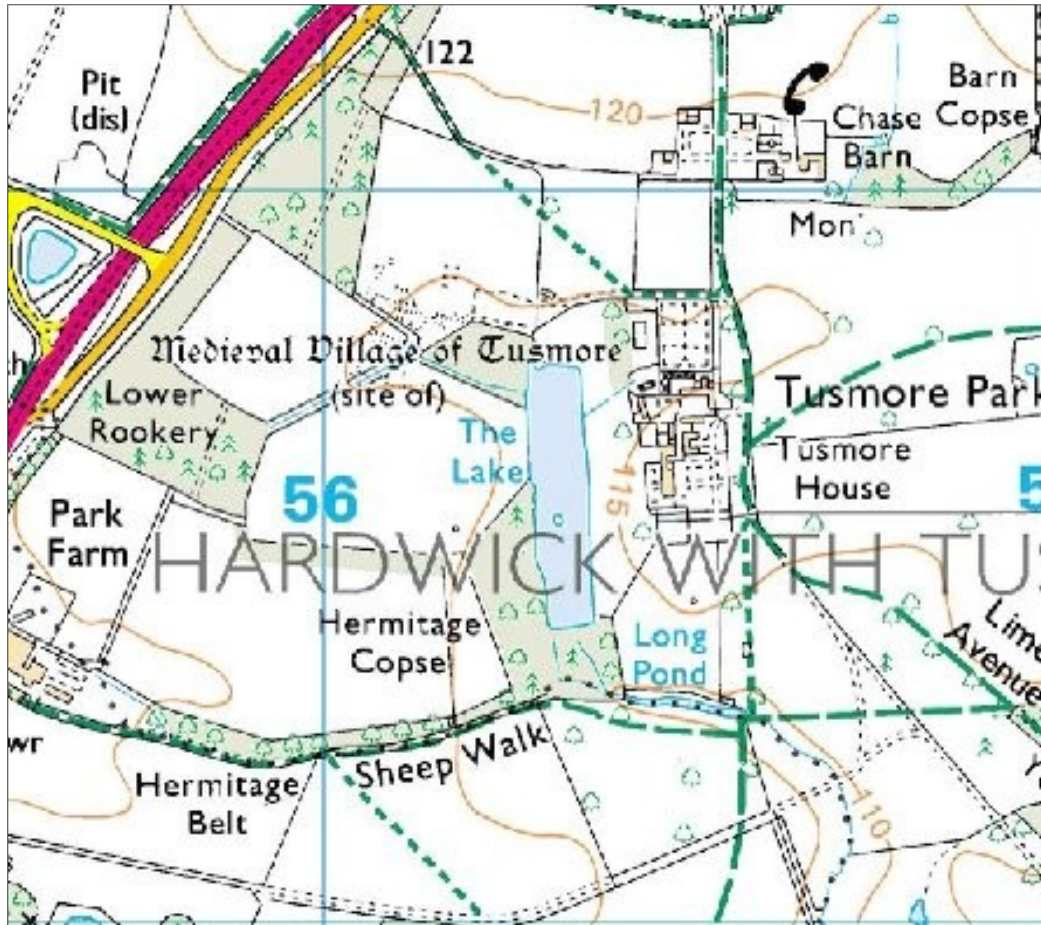 122
Pit
(dis)
120
Chase
Barn
Barn
Copse
Mon
Medieval Village of Tusmore
(site of)
Lower
Rookery
The
Lake
Tusmore Park
Tusmore
House
115
56
5
Park
Farm
HARDWICK WITH TUS
Hermitage
Copse
Long
Pond
Lime
Avenue
wr
Sheep Walk
Hermitage
Belt
110